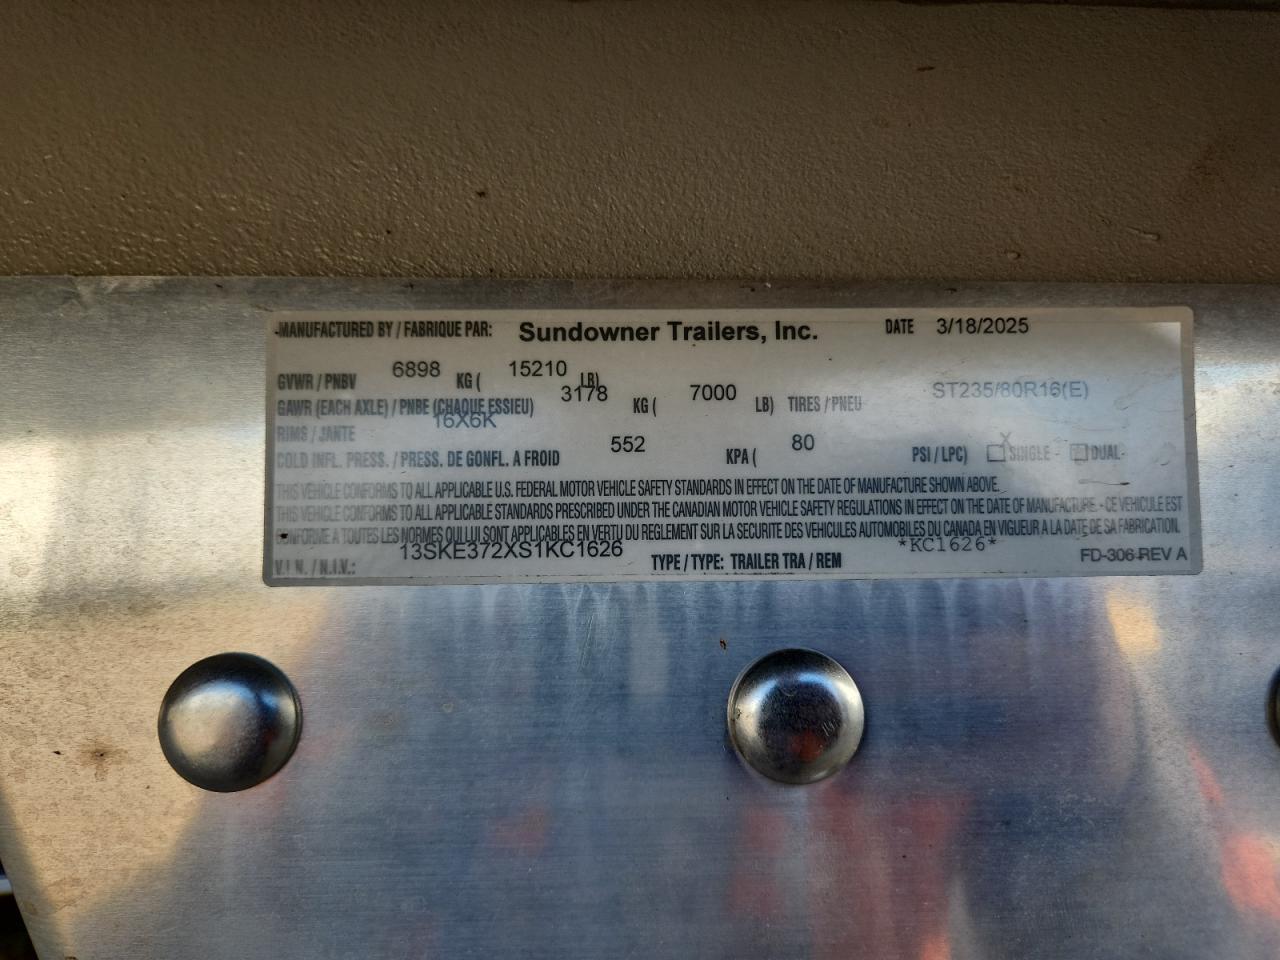 MANUFACTURED BY / FABRIQUE PAR: Sundowner Trailers, Inc. DATE 3/18/2025
GVWR / PNBV 6898 KG ( 15210 LB)
GAWR (EACH AXLE) / PNBE (CHAQUE ESSIEU) 3178 KG ( 7000 LB) TIRES / PNEU ST235/80R16(E)
RIMS / JANTE 16X6K
COLD INFL. PRESS. / PRESS. DE GONFL. A FROID 552 KPA ( 80 PSI / LPC) X SINGLE - DUAL-
THIS VEHICLE CONFORMS TO ALL APPLICABLE U.S. FEDERAL MOTOR VEHICLE SAFETY STANDARDS IN EFFECT ON THE DATE OF MANUFACTURE SHOWN ABOVE.
THIS VEHICLE CONFORMS TO ALL APPLICABLE STANDARDS PRESCRIBED UNDER THE CANADIAN MOTOR VEHICLE SAFETY REGULATIONS IN EFFECT ON THE DATE OF MANUFACTURE. - CE VEHICULE EST
CONFORME A TOUTES LES NORMES QUI LUI SONT APPLICABLES EN VERTU DU REGLEMENT SUR LA SECURITE DES VEHICULES AUTOMOBILES DU CANADA EN VIGUEUR A LA DATE DE SA FABRICATION.
V.I.N. / N.I.V.: 13SKE372XS1KC1626 TYPE / TYPE: TRAILER TRA / REM *KC1626* FD-306 REV A